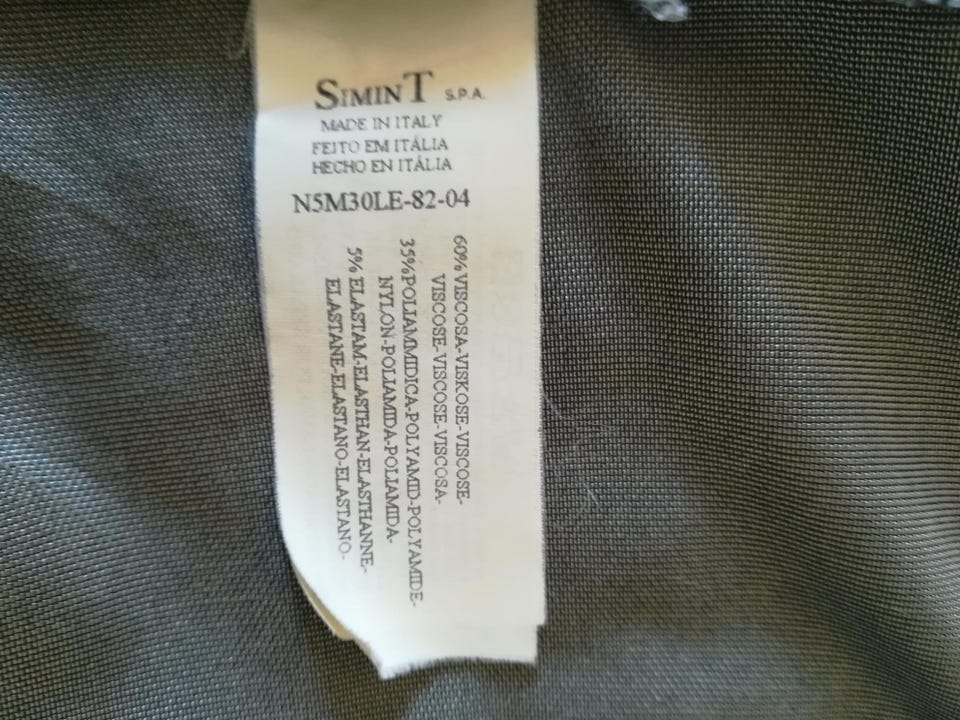 SIMINT S.P.A.
MADE IN ITALY
FEITO EM ITÁLIA
HECHO EN ITÁLIA
N5M30LE-82-04
60% VISCOSA-VISKOSE-VISCOSE-
VISCOSE-VISCOSE-VISCOSA-
35%POLIAMMIDICA-POLYAMID-POLYAMIDE-
NYLON-POLIAMIDA-POLIAMIDA-
5% ELASTAM-ELASTHAN-ELASTHANNE-
ELASTANE-ELASTANO-ELASTANO-